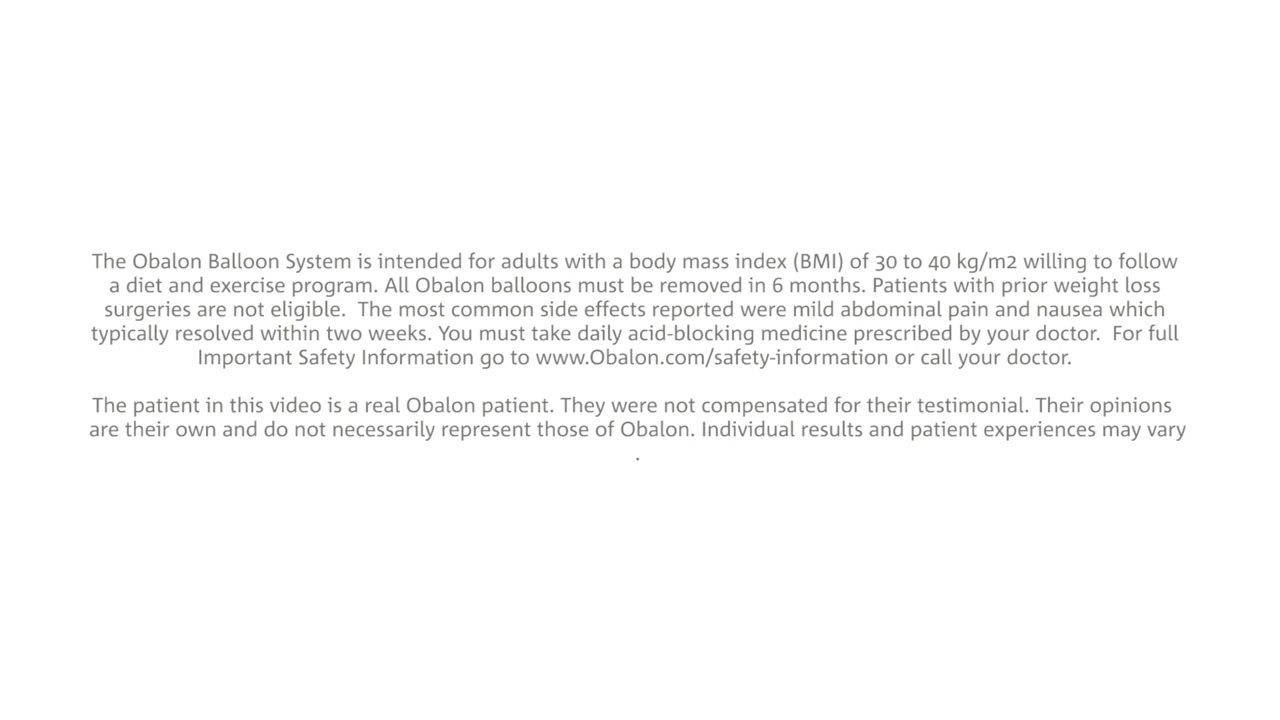 The Obalon Balloon System is intended for adults with a body mass index (BMI) of 30 to 40 kg/m2 willing to follow
a diet and exercise program. All Obalon balloons must be removed in 6 months. Patients with prior weight loss
surgeries are not eligible.  The most common side effects reported were mild abdominal pain and nausea which
typically resolved within two weeks. You must take daily acid-blocking medicine prescribed by your doctor.  For full
Important Safety Information go to www.Obalon.com/safety-information or call your doctor.
The patient in this video is a real Obalon patient. They were not compensated for their testimonial. Their opinions
are their own and do not necessarily represent those of Obalon. Individual results and patient experiences may vary
.